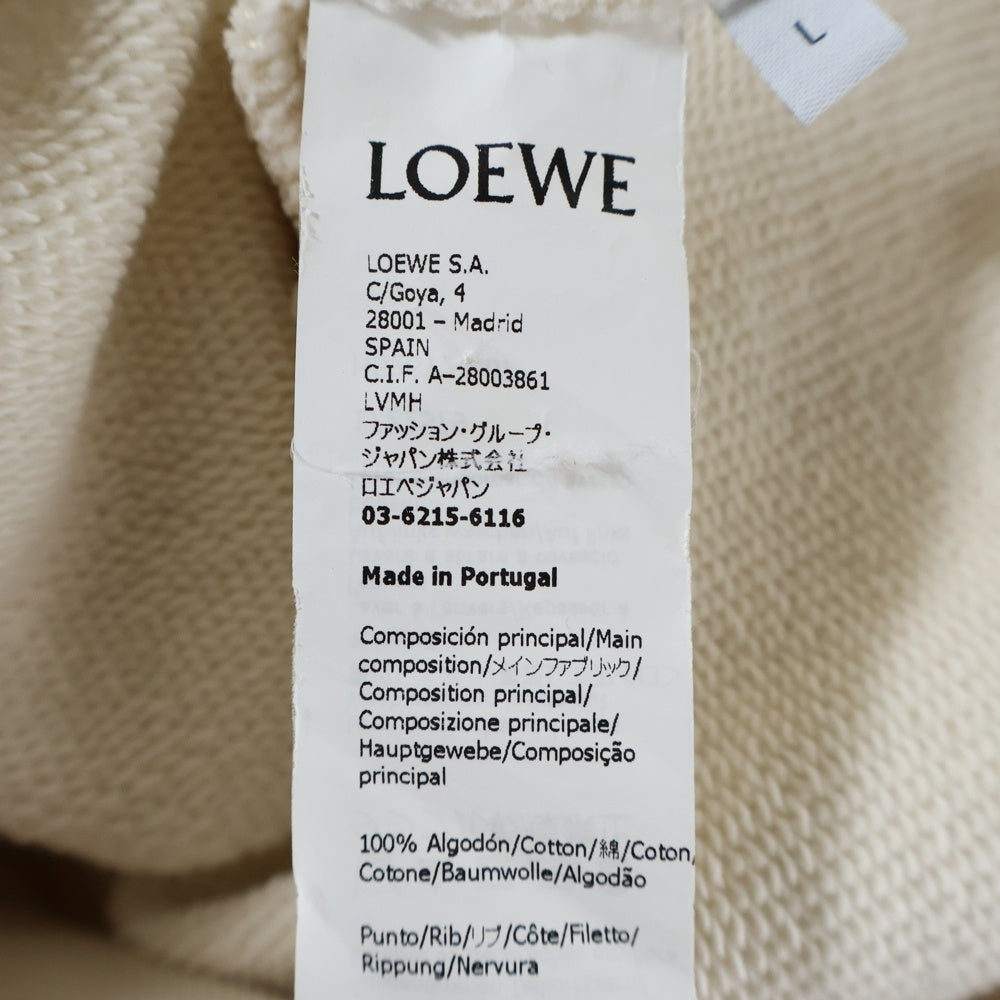 L
LOEWE
LOEWE S.A.
C/Goya, 4
28001 – Madrid
SPAIN
C.I.F. A-28003861
LVMH
ファッション・グループ・
ジャパン株式会社
ロエベジャパン
03-6215-6116
Made in Portugal
Composición principal/Main
composition/メインファブリック/
Composition principal/
Composizione principale/
Hauptgewebe/Composição
principal
100% Algodón/Cotton/綿/Coton/
Cotone/Baumwolle/Algodão
Punto/Rib/リブ/Côte/Filetto/
Rippung/Nervura